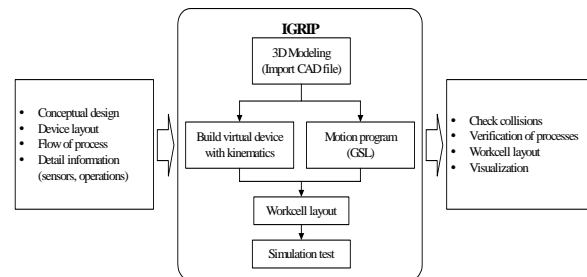 IGRIP
3D Modeling
(Import CAD file)
• Conceptual design
• Device layout
• Flow of process
• Detail information
(sensors, operations)
Build virtual device
with kinematics
Motion program
(GSL)
Workcell layout
Simulation test
• Check collisions
• Verification of processes
• Workcell layout
• Visualization